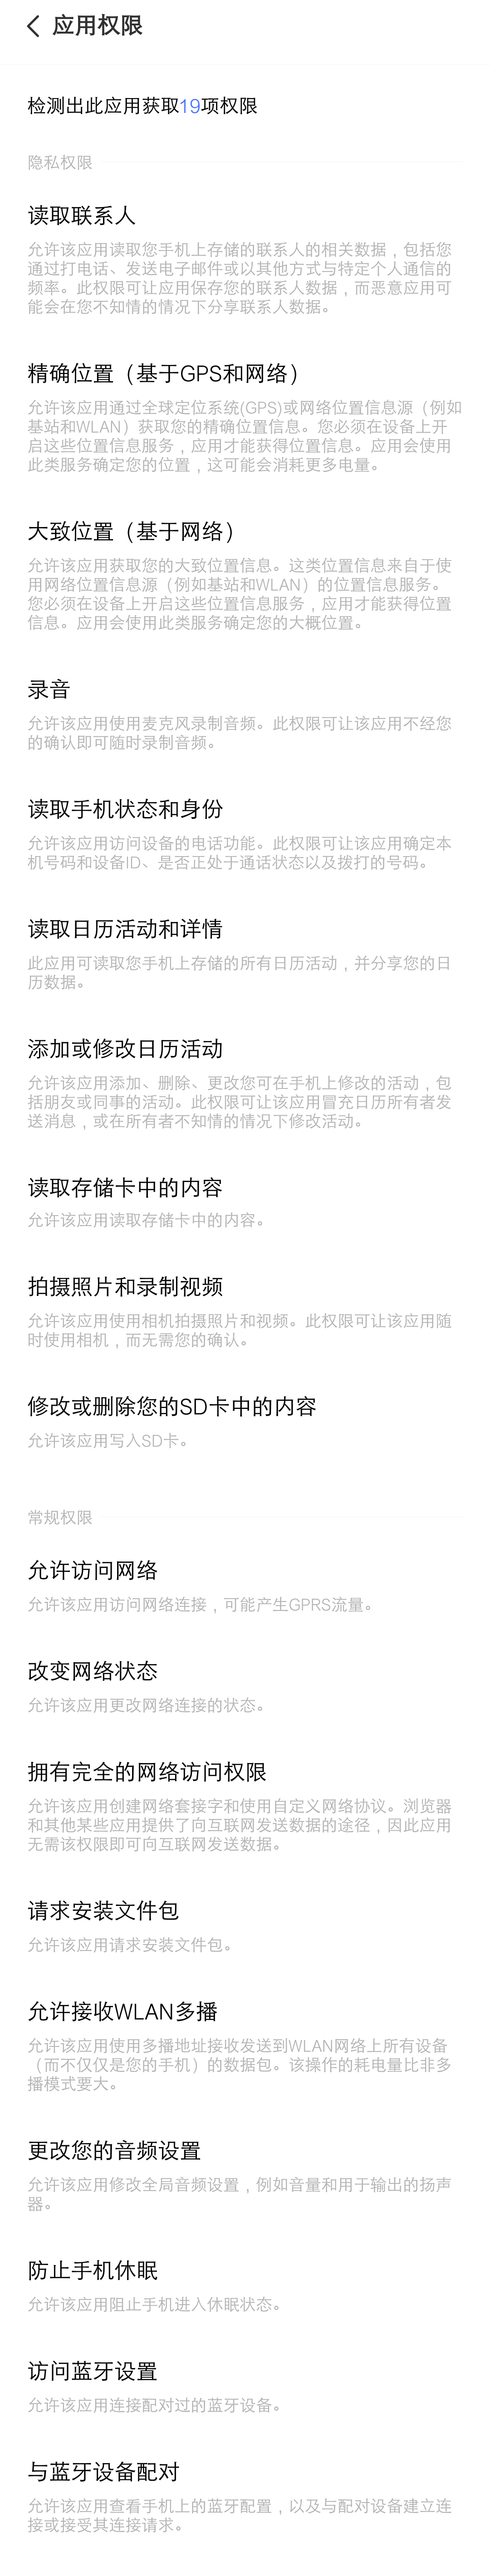 应用权限
检测出此应用获取19项权限
隐私权限
读取联系人
允许该应用读取您手机上存储的联系人的相关数据，包括您
通过打电话、发送电子邮件或以其他方式与特定个人通信的
频率。此权限可让应用保存您的联系人数据，而恶意应用可
能会在您不知情的情况下分享联系人数据。
精确位置（基于GPS和网络）
允许该应用通过全球定位系统(GPS)或网络位置信息源（例如
基站和WLAN）获取您的精确位置信息。您必须在设备上开
启这些位置信息服务，应用才能获得位置信息。应用会使用
此类服务确定您的位置，这可能会消耗更多电量。
大致位置（基于网络）
允许该应用获取您的大致位置信息。这类位置信息来自于使
用网络位置信息源（例如基站和WLAN）的位置信息服务。
您必须在设备上开启这些位置信息服务，应用才能获得位置
信息。应用会使用此类服务确定您的大概位置。
录音
允许该应用使用麦克风录制音频。此权限可让该应用不经您
的确认即可随时录制音频。
读取手机状态和身份
允许该应用访问设备的电话功能。此权限可让该应用确定本
机号码和设备ID、是否正处于通话状态以及拨打的号码。
读取日历活动和详情
此应用可读取您手机上存储的所有日历活动，并分享您的日
历数据。
添加或修改日历活动
允许该应用添加、删除、更改您可在手机上修改的活动，包
括朋友或同事的活动。此权限可让该应用冒充日历所有者发
送消息，或在所有者不知情的情况下修改活动。
读取存储卡中的内容
允许该应用读取存储卡中的内容。
拍摄照片和录制视频
允许该应用使用相机拍摄照片和视频。此权限可让该应用随
时使用相机，而无需您的确认。
修改或删除您的SD卡中的内容
允许该应用写入SD卡。
常规权限
允许访问网络
允许该应用访问网络连接，可能产生GPRS流量。
改变网络状态
允许该应用更改网络连接的状态。
拥有完全的网络访问权限
允许该应用创建网络套接字和使用自定义网络协议。浏览器
和其他某些应用提供了向互联网发送数据的途径，因此应用
无需该权限即可向互联网发送数据。
请求安装文件包
允许该应用请求安装文件包。
允许接收WLAN多播
允许该应用使用多播地址接收发送到WLAN网络上所有设备
（而不仅仅是您的手机）的数据包。该操作的耗电量比非多
播模式要大。
更改您的音频设置
允许该应用修改全局音频设置，例如音量和用于输出的扬声
器。
防止手机休眠
允许该应用阻止手机进入休眠状态。
访问蓝牙设置
允许该应用连接配对过的蓝牙设备。
与蓝牙设备配对
允许该应用查看手机上的蓝牙配置，以及与配对设备建立连
接或接受其连接请求。